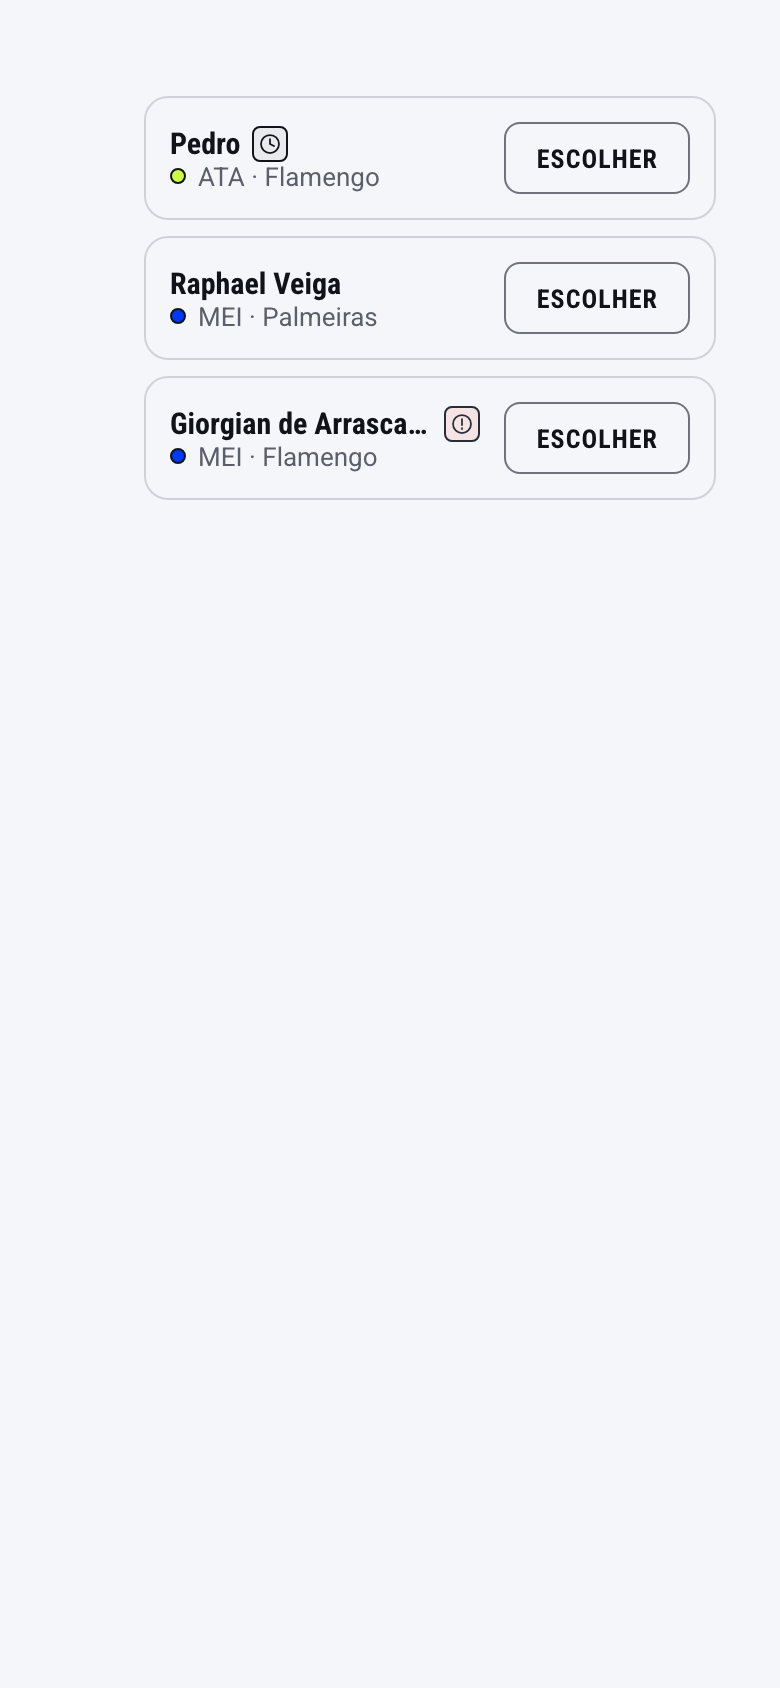 Pedro
ATA · Flamengo
ESCOLHER
Raphael Veiga
MEI · Palmeiras
ESCOLHER
Giorgian de Arrasca…
MEI · Flamengo
ESCOLHER